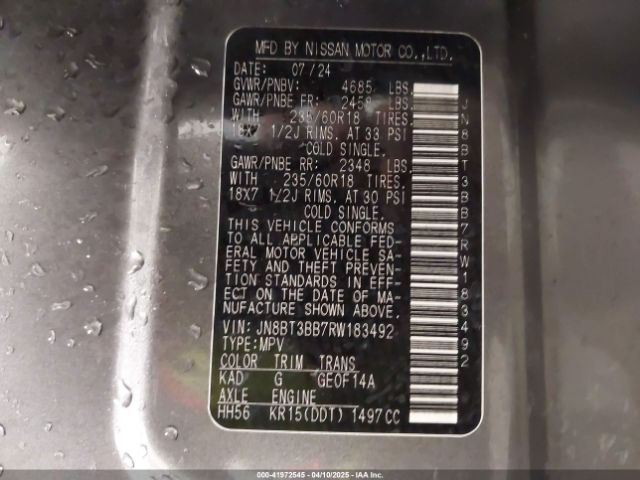 MFD BY NISSAN MOTOR CO.,LTD.
DATE: 07/24
GVWR/PNBV: 4685 LBS.
GAWR/PNBE FR: 2458 LBS.
WITH 235/60R18 TIRES.
18X7 1/2J RIMS, AT 33 PSI
COLD SINGLE.
GAWR/PNBE RR: 2348 LBS.
WITH 235/60R18 TIRES.
18X7 1/2J RIMS, AT 30 PSI
COLD SINGLE.
THIS VEHICLE CONFORMS
TO ALL APPLICABLE FED-
ERAL MOTOR VEHICLE SA-
FETY AND THEFT PREVEN-
TION STANDARDS IN EFF-
ECT ON THE DATE OF MA-
NUFACTURE SHOWN ABOVE.
VIN: JN8BT3BB7RW183492
TYPE:MPV
COLOR TRIM TRANS
KAD G GE0F14A
AXLE ENGINE
HH56 KR15(DDT) 1497CC
JN8BT3BB7RW183492
000-41972545 - 04/10/2025 - IAAI.COM